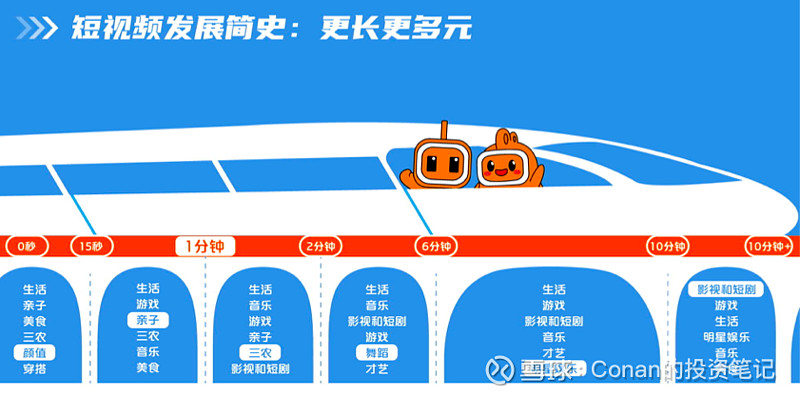 短视频发展简史：更长更多元
0秒
15秒
1分钟
2分钟
6分钟
10分钟
10分钟+
生活
亲子
美食
三农
颜值
穿搭
生活
游戏
亲子
三农
音乐
美食
生活
音乐
游戏
亲子
三农
影视和短剧
生活
音乐
影视和短剧
游戏
舞蹈
才艺
生活
游戏
影视和短剧
音乐
才艺
影视和短剧
游戏
生活
明星娱乐
音乐
雪球·Conan的投资笔记